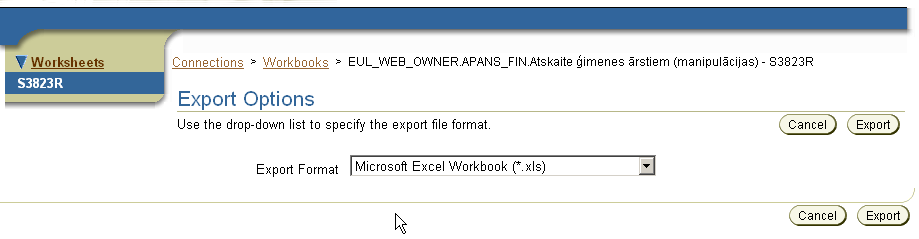 Worksheets
S3823R
Connections > Workbooks > EUL_WEB_OWNER.APANS_FIN.Atskaite ģimenes ārstiem (manipulācijas) - S3823R
Export Options
Use the drop-down list to specify the export file format.
Cancel Export
Export Format Microsoft Excel Workbook (*.xls)
Cancel Export